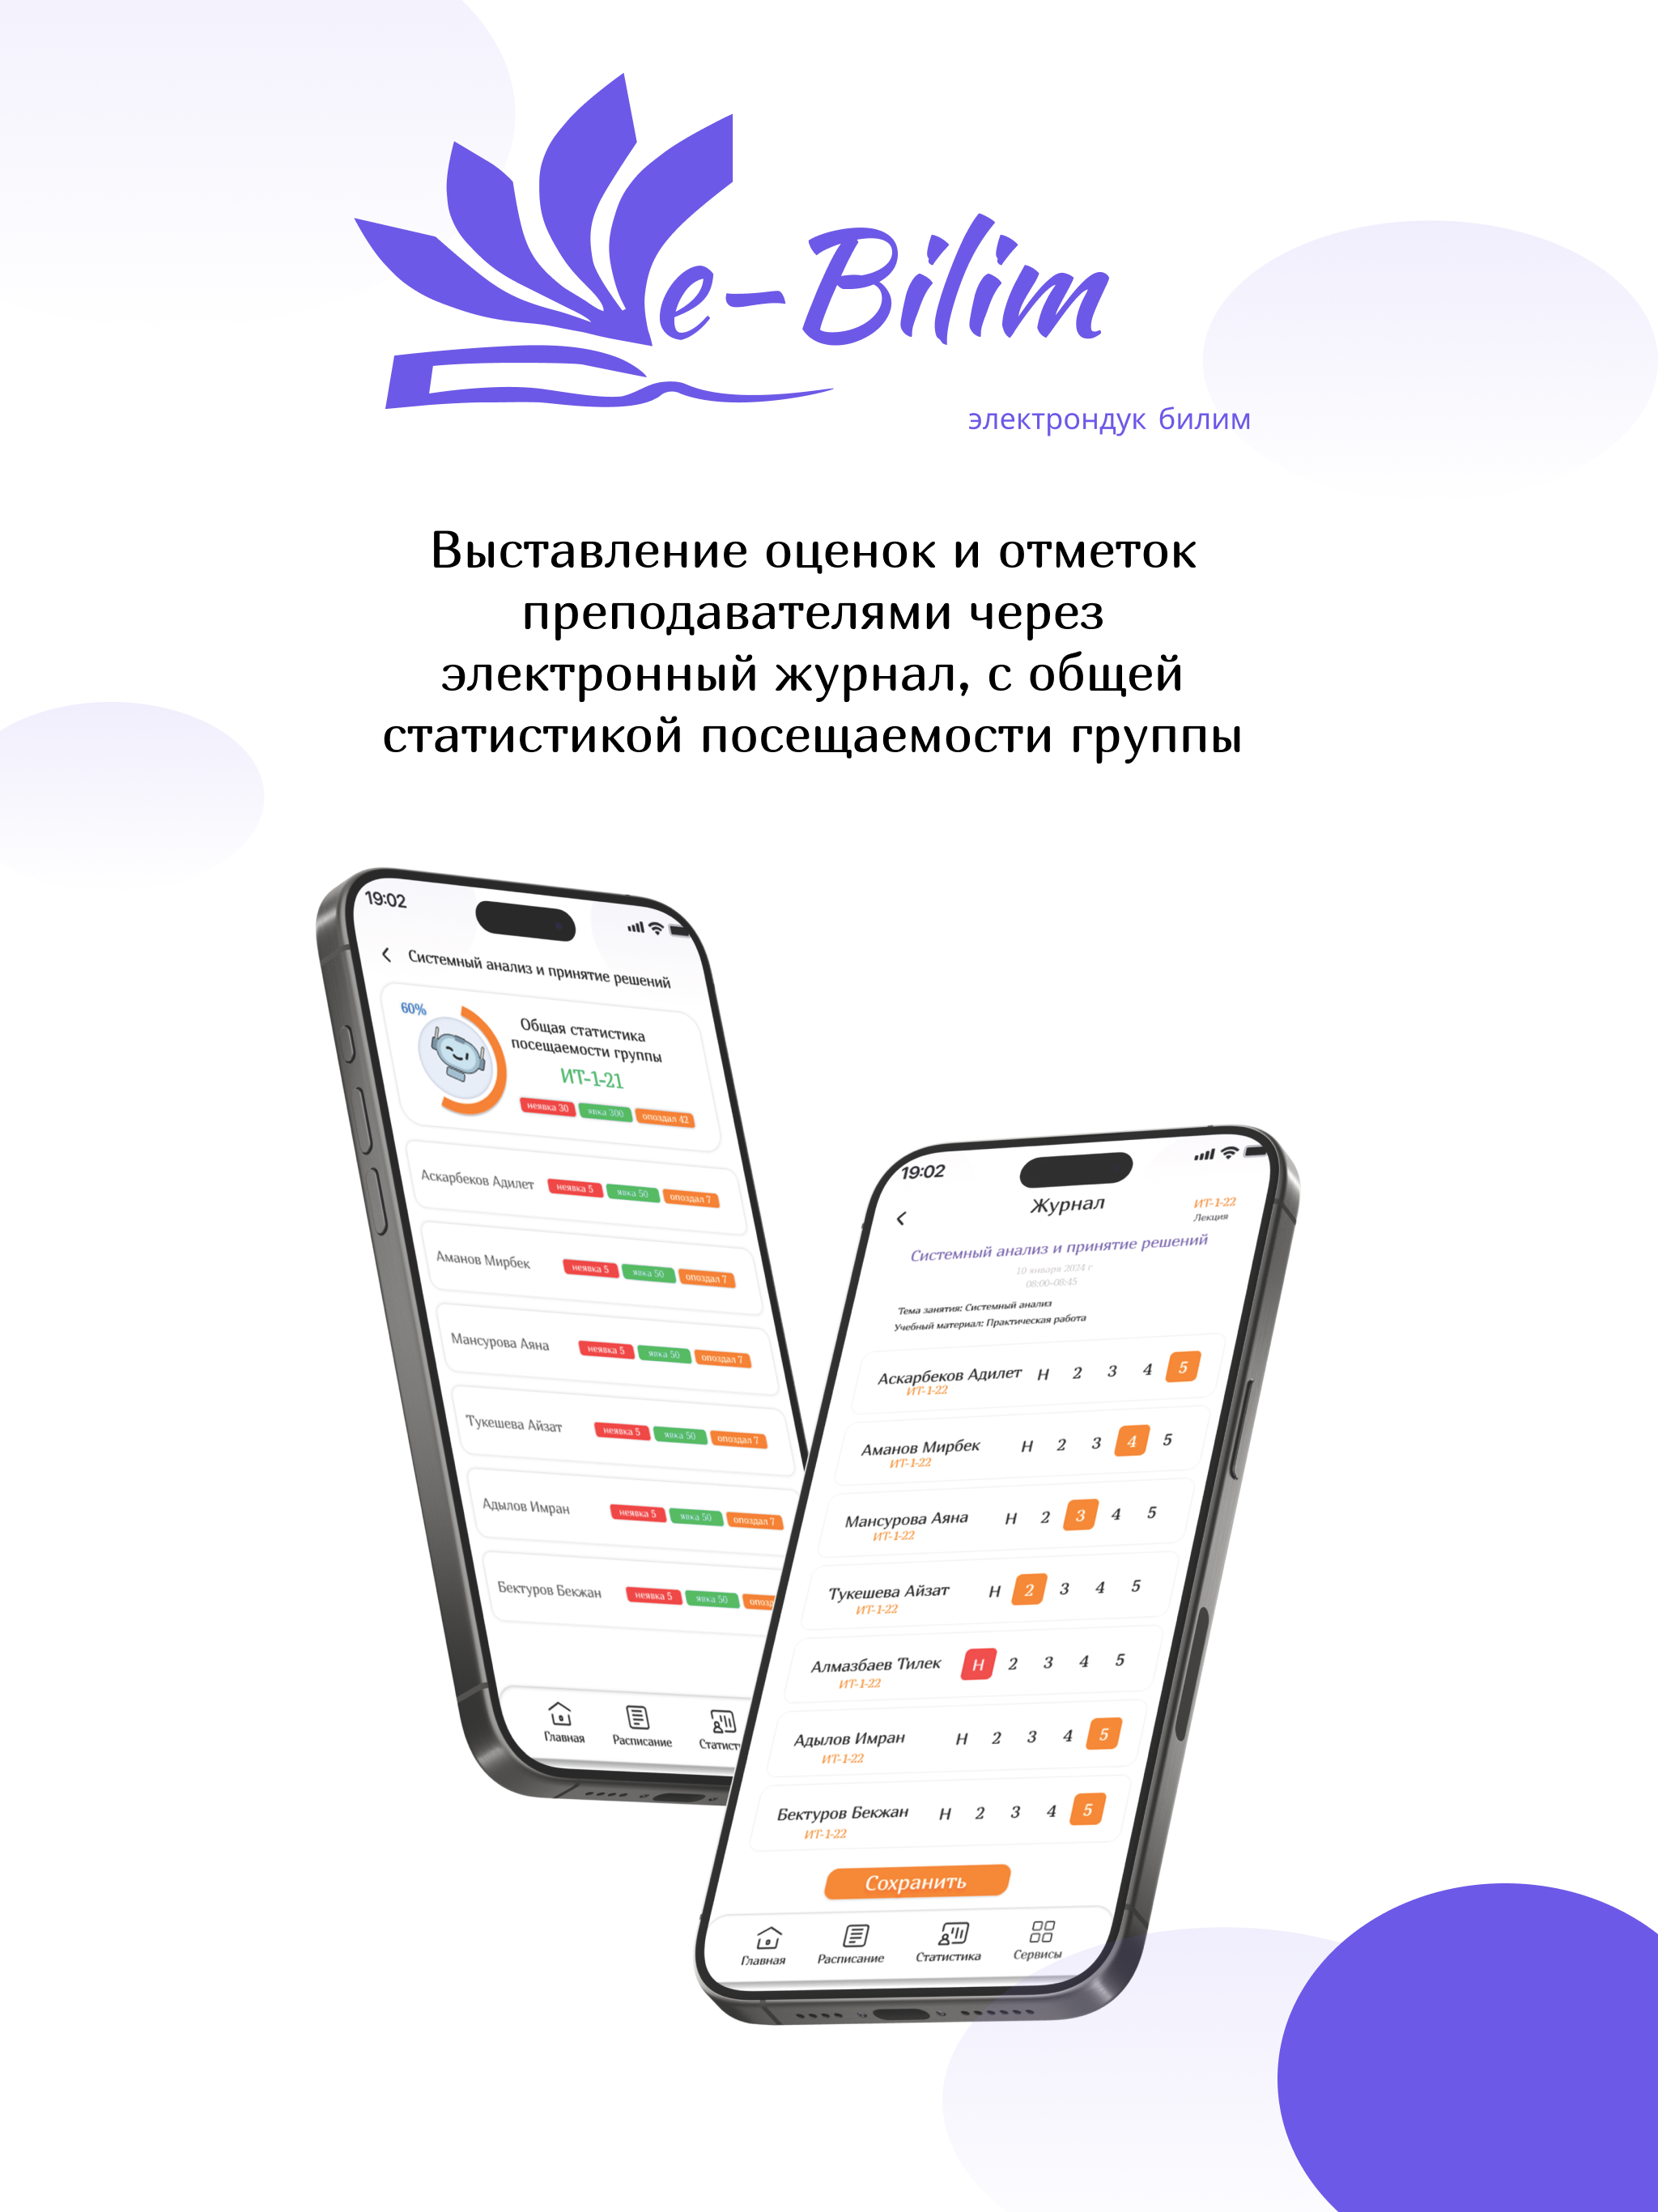 e-Bilim
электрондук билим
Выставление оценок и отметок
преподавателями через
электронный журнал, с общей
статистикой посещаемости группы
19:02
Системный анализ и принятие решений
60%
Общая статистика
посещаемости группы
ИТ-1-21
неявка 30 явка 300 опоздал 42
Аскарбеков Адилет неявка 5 явка 50 опоздал 7
Аманов Мирбек неявка 5 явка 50 опоздал 7
Мансурова Аяна неявка 5 явка 50 опоздал 7
Тукешева Айзат неявка 5 явка 50 опоздал 7
Адылов Имран неявка 5 явка 50 опоздал 7
Бектуров Бекжан неявка 5 явка 50
Главная Расписание
19:02
Журнал
ИТ-1-22
Лекция
Системный анализ и принятие решений
10 января 2024 г
08:00-08:45
Тема занятия: Системный анализ
Учебный материал: Практическая работа
Аскарбеков Адилет Н 2 3 4 5
ИТ-1-22
Аманов Мирбек Н 2 3 4 5
ИТ-1-22
Мансурова Аяна Н 2 3 4 5
ИТ-1-22
Тукешева Айзат Н 2 3 4 5
ИТ-1-22
Алмазбаев Тилек Н 2 3 4 5
ИТ-1-22
Адылов Имран Н 2 3 4 5
ИТ-1-22
Бектуров Бекжан Н 2 3 4 5
ИТ-1-22
Сохранить
Главная Расписание Статистика Сервисы